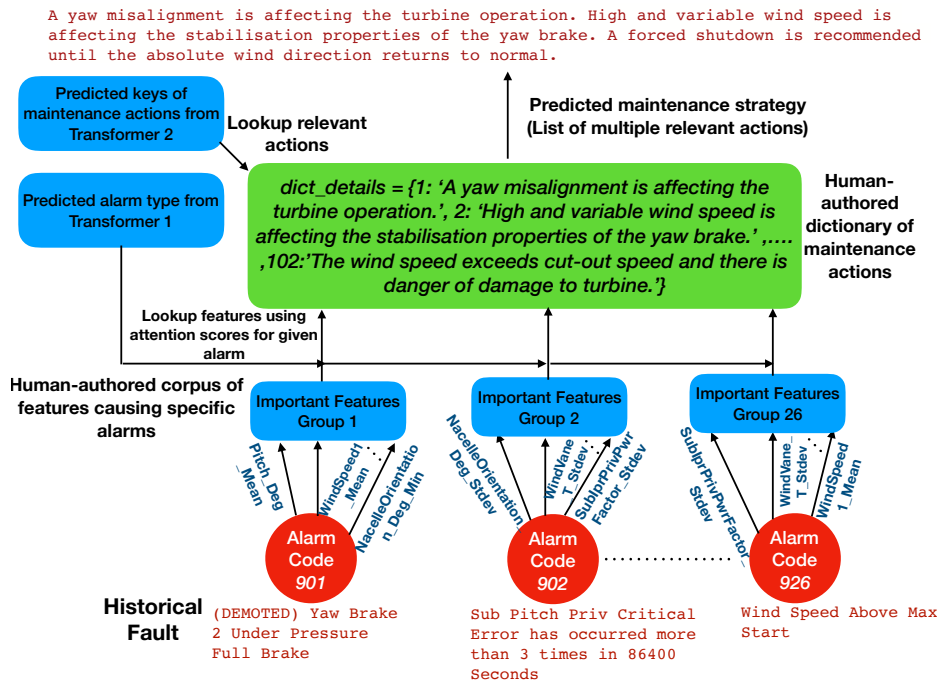 A yaw misalignment is affecting the turbine operation. High and variable wind speed is
affecting the stabilisation properties of the yaw brake. A forced shutdown is recommended
until the absolute wind direction returns to normal.
Predicted keys of
maintenance actions from
Transformer 2
Lookup relevant
actions
Predicted maintenance strategy
(List of multiple relevant actions)
Predicted alarm type from
Transformer 1
dict_details = {1: ‘A yaw misalignment is affecting the
turbine operation.’, 2: ‘High and variable wind speed is
affecting the stabilisation properties of the yaw brake.’ ,....
,102:’The wind speed exceeds cut-out speed and there is
danger of damage to turbine.’}
Human-
authored
dictionary of
maintenance
actions
Lookup features using
attention scores for given
alarm
Human-authored corpus of
features causing specific
alarms
Important Features
Group 1
Important Features
Group 2
Important Features
Group 26
Pitch_Deg
_Mean
WindSpeed1
_Mean
NacelleOrientatio
n_Deg_Min
NacelleOrientation_
Deg_Stdev
WindVane
T_Stdev
SubIprPrivPwr
Factor_Stdev
SubIprPrivPwrFactor_
Stdev
WindVane_
T_Stdev
WindSpeed
1_Mean
Alarm
Code
901
Alarm
Code
902
Alarm
Code
926
Historical
Fault
(DEMOTED) Yaw Brake
2 Under Pressure
Full Brake
Sub Pitch Priv Critical
Error has occurred more
than 3 times in 86400
Seconds
Wind Speed Above Max
Start